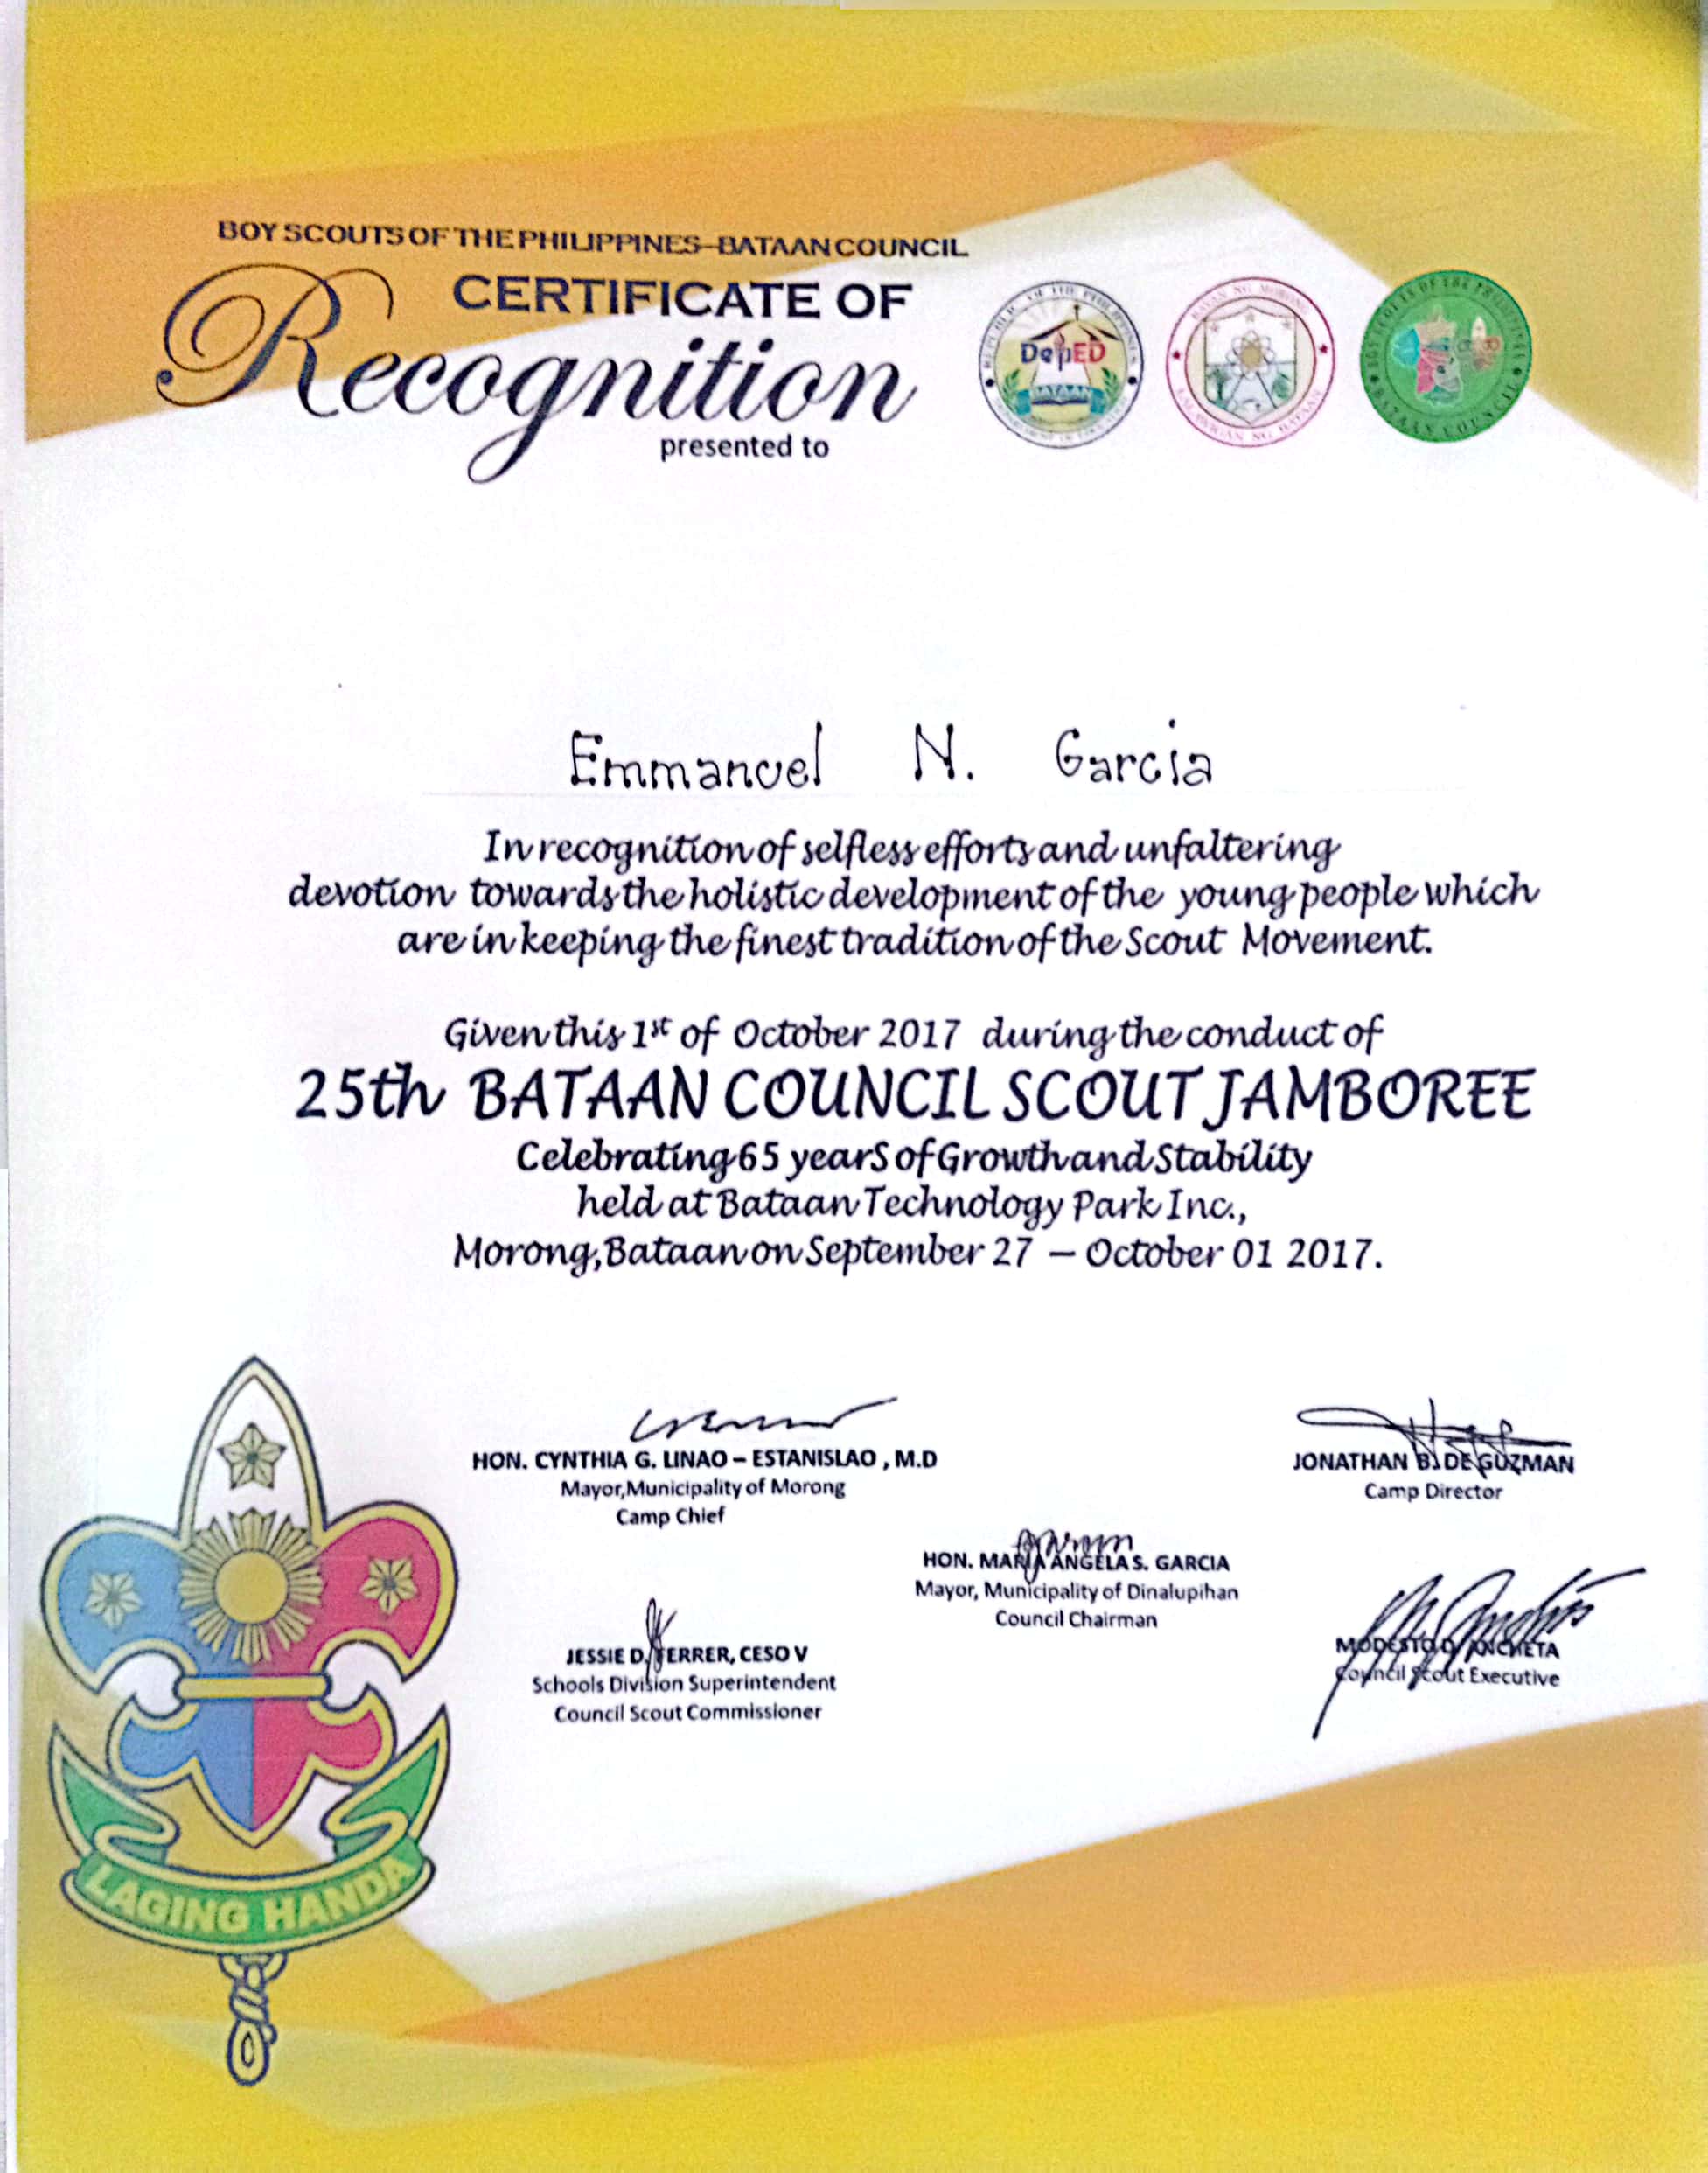 BOY SCOUTS OF THE PHILIPPINES-BATAAN COUNCIL
CERTIFICATE OF
Recognition
presented to
DepED
BATAAN
BATAAN COUNCIL
Emmanuel N. Garcia
In recognition of selfless efforts and unfaltering
devotion towards the holistic development of the young people which
are in keeping the finest tradition of the Scout Movement.
Given this 1st of October 2017 during the conduct of
25th BATAAN COUNCIL SCOUT JAMBOREE
Celebrating 65 yearS of Growth and Stability
held at Bataan Technology Park Inc.,
Morong, Bataan on September 27 – October 01 2017.
HON. CYNTHIA G. LINAO – ESTANISLAO , M.D
Mayor, Municipality of Morong
Camp Chief
JONATHAN B. DE GUZMAN
Camp Director
HON. MARIA ANGELA S. GARCIA
Mayor, Municipality of Dinalupihan
Council Chairman
JESSIE D. FERRER, CESO V
Schools Division Superintendent
Council Scout Commissioner
MODESTO D. ANCHETA
Council Scout Executive
LAGING HANDA